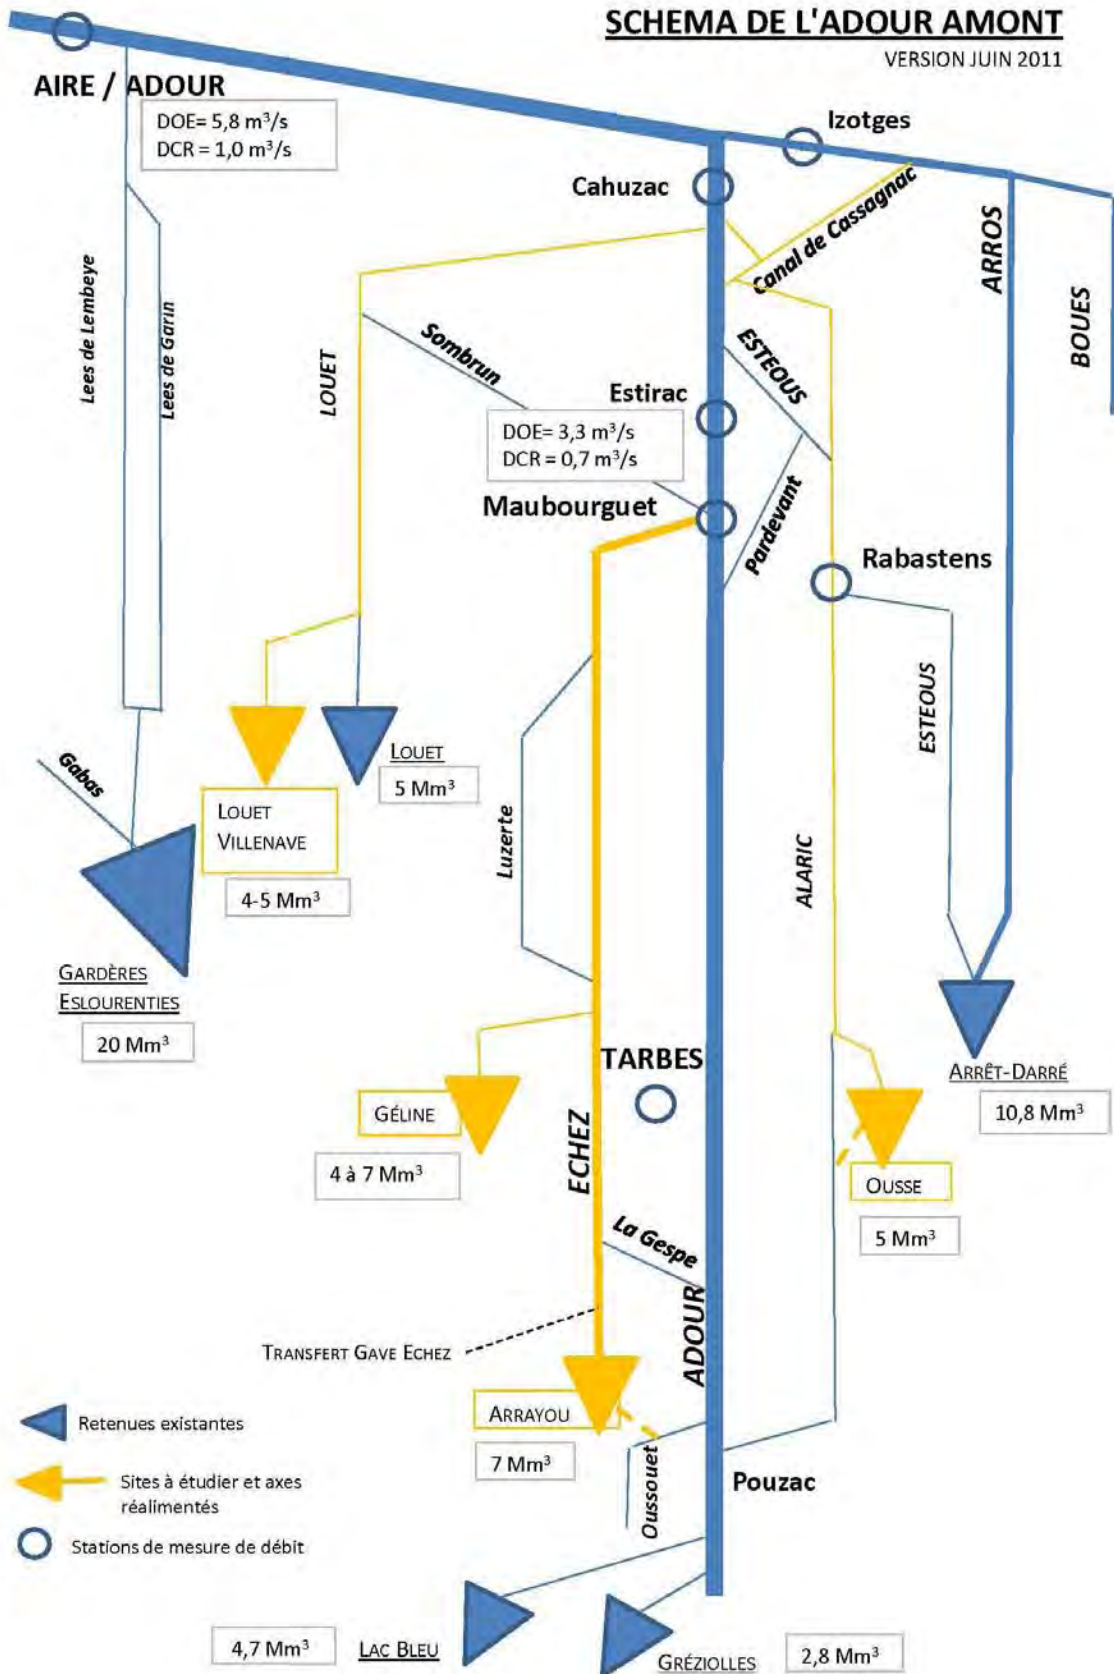 SCHEMA DE L'ADOUR AMONT
VERSION JUIN 2011
AIRE / ADOUR
DOE= 5,8 m³/s
DCR = 1,0 m³/s
Izotges
Cahuzac
Canal de Cassagnac
ARROS
BOUES
Lees de Lembeye
Lees de Garin
LOUET
Sombrun
ESTEOUS
Estirac
DOE= 3,3 m³/s
DCR = 0,7 m³/s
Maubourguet
Pardevant
Rabastens
ESTEOUS
Gabas
LOUET
5 Mm³
LOUET
VILLENAVE
4-5 Mm³
Luzerte
ALARIC
GARDÈRES
ESLOURENTIES
20 Mm³
TARBES
ARRÊT-DARRÉ
10,8 Mm³
GÉLINE
4 à 7 Mm³
ECHEZ
OUSSE
5 Mm³
La Gespe
ADOUR
TRANSFERT GAVE ECHEZ
ARRAYOU
7 Mm³
Oussouet
Pouzac
Retenues existantes
Sites à étudier et axes
réalimentés
Stations de mesure de débit
4,7 Mm³
LAC BLEU
GRÉZIOLLES
2,8 Mm³